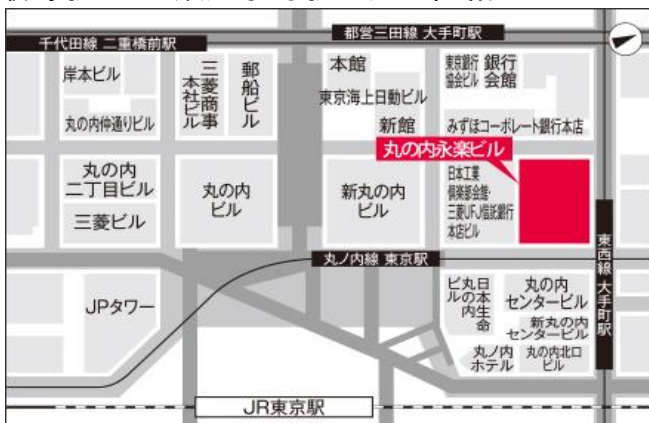 都営三田線 大手町駅
千代田線 二重橋前駅
岸本ビル
丸の内仲通りビル
三菱商事
本社ビル
郵船ビル
本館
東京海上日動ビル
新館
東京銀行
協会ビル
銀行
会館
みずほコーポレート銀行本店
丸の内永楽ビル
丸の内
二丁目ビル
三菱ビル
丸の内
ビル
新丸の内
ビル
日本工業
倶楽部会館・
三菱UFJ信託銀行
本店ビル
東西線 大手町駅
丸ノ内線 東京駅
JPタワー
日本生命
丸の内
ビル
丸の内
センタービル
新丸の内
センタービル
丸ノ内
ホテル
丸の内北口
ビル
JR東京駅